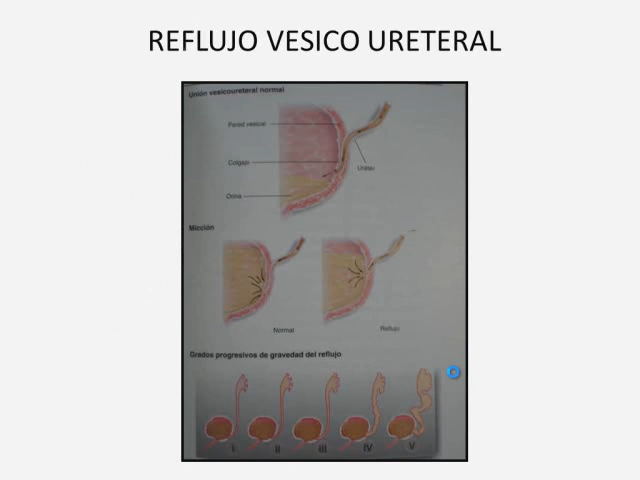 REFLUJO VESICO URETERAL
Unión vesicoureteral normal
Pared vesical
Colgajo
Uréter
Orina
Micción
Normal
Reflujo
Grados progresivos de gravedad del reflujo
I II III IV V